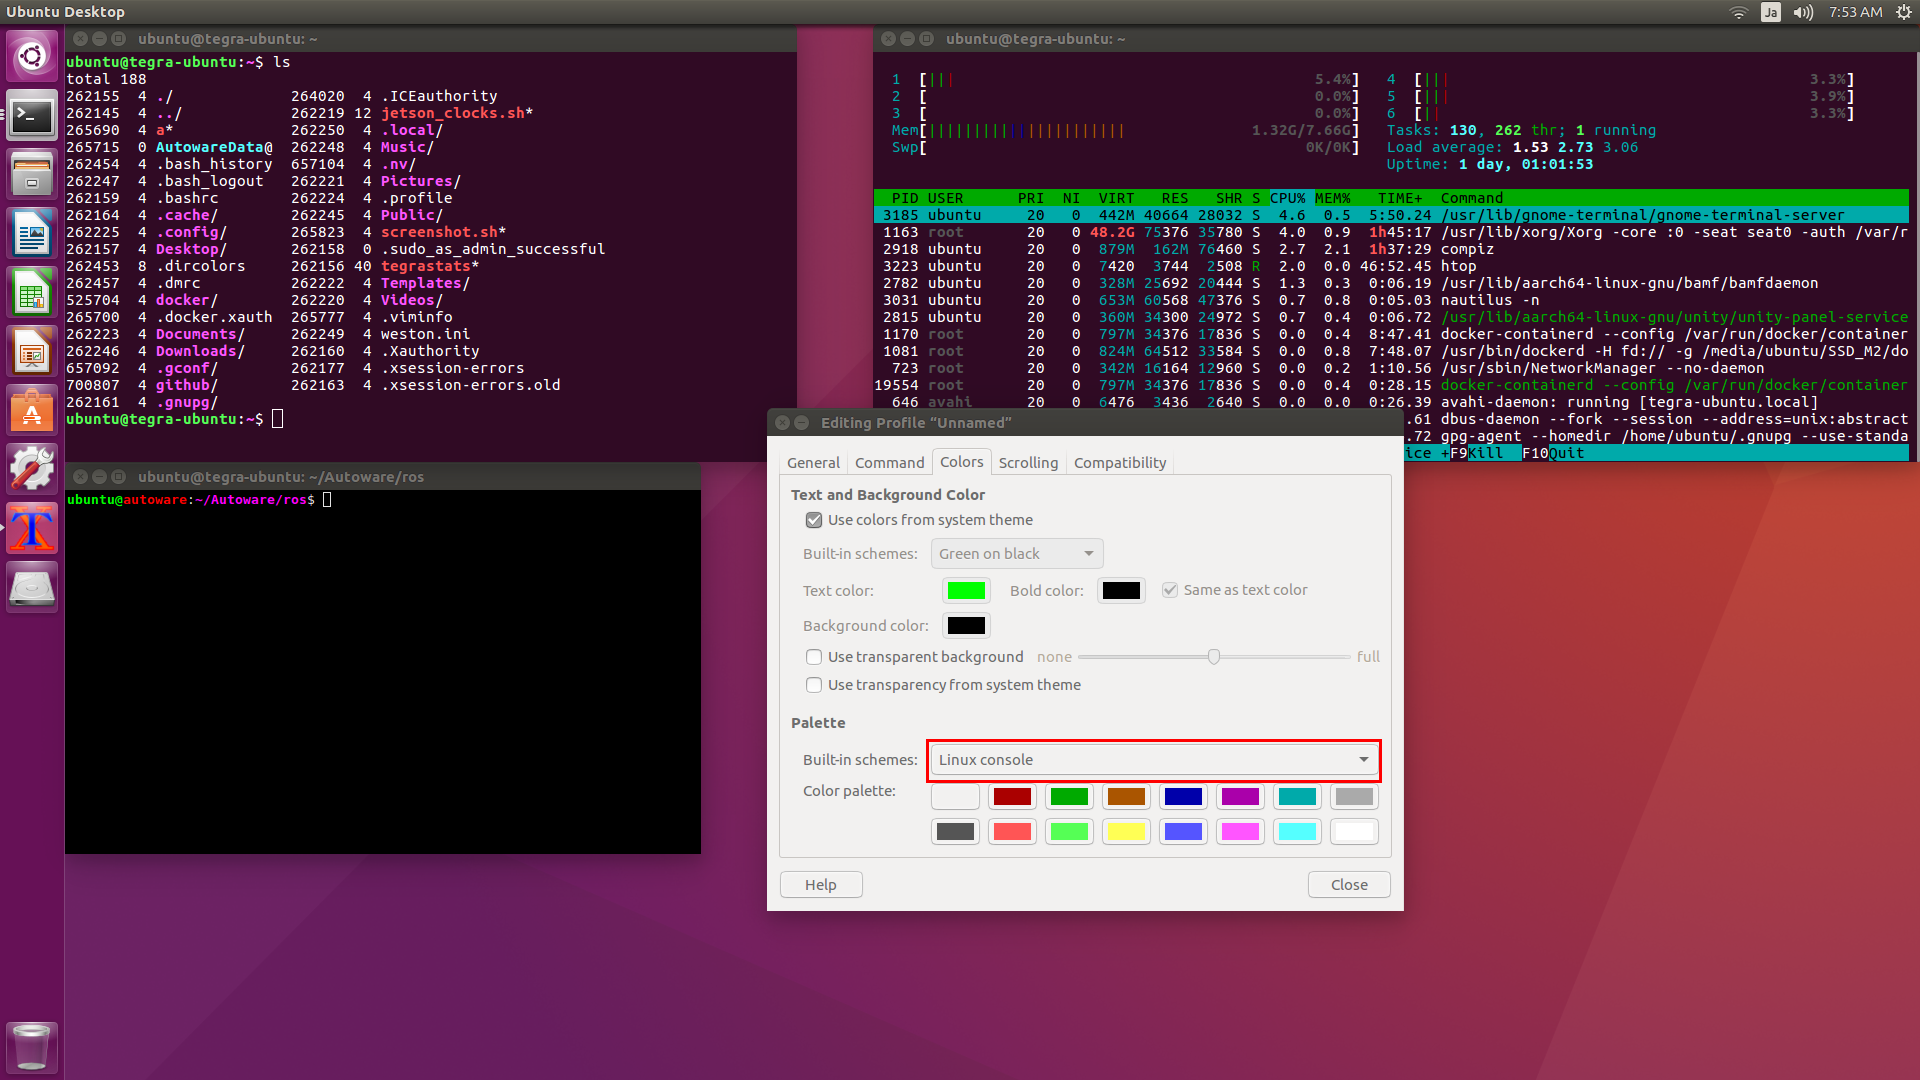 Ubuntu Desktop
Ja
7:53 AM
ubuntu@tegra-ubuntu: ~
ubuntu@tegra-ubuntu:~$ ls
total 188
262155  4 ./             264020  4 .ICEauthority
262145  4 ../            262219 12 jetson_clocks.sh*
265690  4 a*             262250  4 .local/
265715  0 AutowareData@  262248  4 Music/
262454  4 .bash_history  657104  4 .nv/
262247  4 .bash_logout   262221  4 Pictures/
262159  4 .bashrc        262224  4 .profile
262164  4 .cache/        262245  4 Public/
262225  4 .config/       265823  4 screenshot.sh*
262157  4 Desktop/       262158  0 .sudo_as_admin_successful
262453  8 .dircolors     262156 40 tegrastats*
262457  4 .dmrc          262222  4 Templates/
525704  4 docker/        262220  4 Videos/
265700  4 .docker.xauth  265777  4 .viminfo
262223  4 Documents/     262249  4 weston.ini
262246  4 Downloads/     262160  4 .Xauthority
657092  4 .gconf/        262177  4 .xsession-errors
700807  4 github/        262163  4 .xsession-errors.old
262161  4 .gnupg/
ubuntu@tegra-ubuntu:~$
ubuntu@tegra-ubuntu: ~
1 [||| 5.4%] 4 [||| 3.3%]
2 [ 0.0%] 5 [||| 3.9%]
3 [ 0.0%] 6 [|| 3.3%]
Mem[|||||||||||||||||||||| 1.32G/7.66G] Tasks: 130, 262 thr; 1 running
Swp[ 0K/0K] Load average: 1.53 2.73 3.06
Uptime: 1 day, 01:01:53
PID USER PRI NI VIRT RES SHR S CPU% MEM% TIME+ Command
3185 ubuntu 20 0 442M 40664 28032 S 4.6 0.5 5:50.24 /usr/lib/gnome-terminal/gnome-terminal-server
1163 root 20 0 48.2G 75376 35780 S 4.0 0.9 1h45:17 /usr/lib/xorg/Xorg -core :0 -seat seat0 -auth /var/r
2918 ubuntu 20 0 879M 162M 76460 S 2.7 2.1 1h37:29 compiz
3223 ubuntu 20 0 7420 3744 2508 R 2.0 0.0 46:52.45 htop
2782 ubuntu 20 0 328M 25692 20444 S 1.3 0.3 0:06.19 /usr/lib/aarch64-linux-gnu/bamf/bamfdaemon
3031 ubuntu 20 0 653M 60568 47376 S 0.7 0.8 0:05.03 nautilus -n
2815 ubuntu 20 0 360M 34300 24972 S 0.7 0.4 0:06.72 /usr/lib/aarch64-linux-gnu/unity/unity-panel-service
1170 root 20 0 797M 34376 17836 S 0.0 0.4 8:47.41 docker-containerd --config /var/run/docker/container
1081 root 20 0 824M 64512 33584 S 0.0 0.8 7:48.07 /usr/bin/dockerd -H fd:// -g /media/ubuntu/SSD_M2/do
723 root 20 0 342M 16164 12960 S 0.0 0.2 1:10.56 /usr/sbin/NetworkManager --no-daemon
19554 root 20 0 797M 34376 17836 S 0.0 0.4 0:28.15 docker-containerd --config /var/run/docker/container
646 avahi 20 0 6476 3436 2640 S 0.0 0.0 0:26.39 avahi-daemon: running [tegra-ubuntu.local]
.61 dbus-daemon --fork --session --address=unix:abstract
.72 gpg-agent --homedir /home/ubuntu/.gnupg --use-standa
ice +F9Kill F10Quit
ubuntu@tegra-ubuntu: ~/Autoware/ros
ubuntu@autoware:~/Autoware/ros$
Editing Profile “Unnamed”
General Command Colors Scrolling Compatibility
Text and Background Color
Use colors from system theme
Built-in schemes: Green on black
Text color: Bold color: Same as text color
Background color:
Use transparent background none full
Use transparency from system theme
Palette
Built-in schemes: Linux console
Color palette:
Help Close